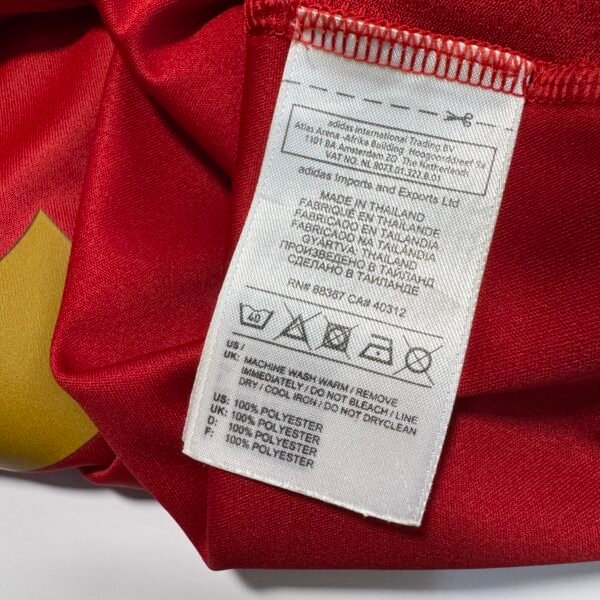 adidas International Trading BV
Atlas Arena -Afrika Building Hoogoorddreef 9a
1101 BA Amsterdam ZO The Netherlands
VAT NO. NL.8073.01.323.B.01
adidas Imports and Exports Ltd
MADE IN THAILAND
FABRIQUÉ EN THAILANDE
FABRICADO EN TAILANDIA
FABRICADO NA TAILÂNDIA
GYÁRTVA: THAILAND
ПРОИЗВЕДЕНО В ТАЙЛАНД
СДЕЛАНО В ТАИЛАНДЕ
RN# 88387 CA# 40312
40
US /
UK: MACHINE WASH WARM / REMOVE
IMMEDIATELY / DO NOT BLEACH / LINE
DRY / COOL IRON / DO NOT DRYCLEAN
US: 100% POLYESTER
UK: 100% POLYESTER
D: 100% POLYESTER
F: 100% POLYESTER